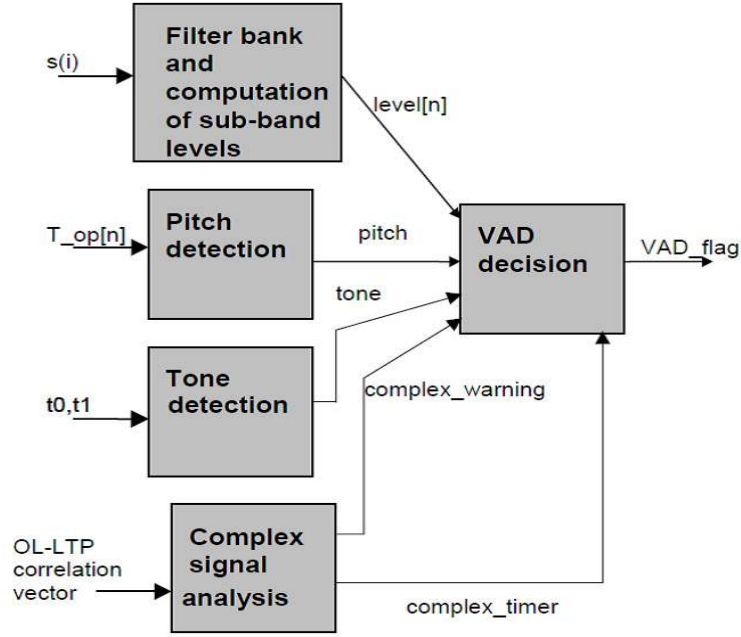 s(i)
Filter bank
and
computation
of sub-band
levels
level[n]
T_op[n]
Pitch
detection
pitch
VAD
decision
VAD_flag
tone
t0,t1
Tone
detection
complex_warning
OL-LTP
correlation
vector
Complex
signal
analysis
complex_timer